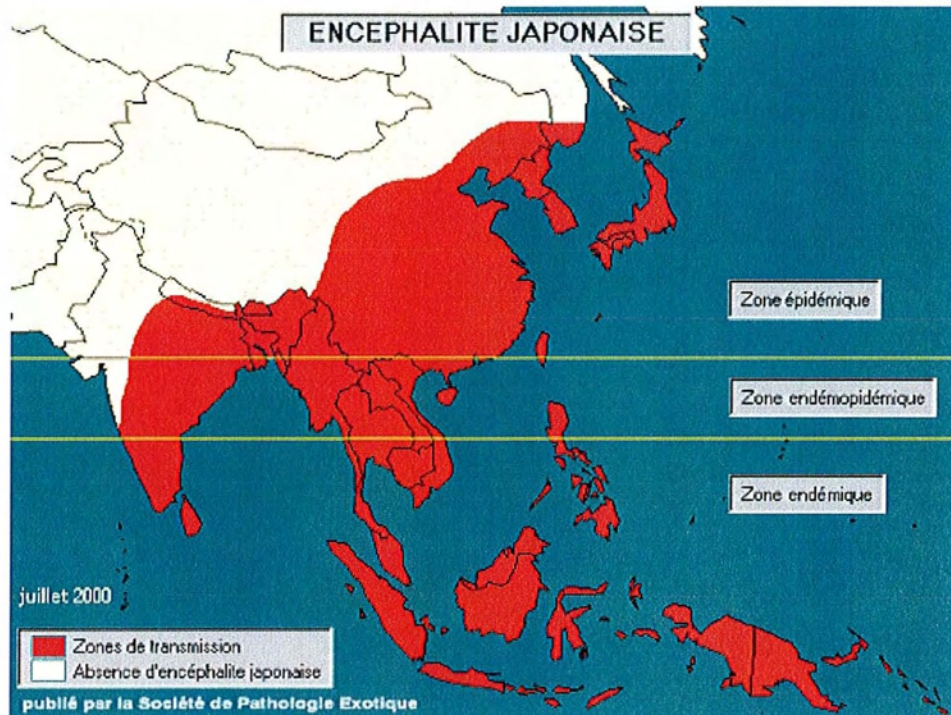 ENCEPHALITE JAPONAISE
Zone épidémique
Zone endémopidémique
Zone endémique
juillet 2000
Zones de transmission
Absence d'encéphalite japonaise
publié par la Société de Pathologie Exotique